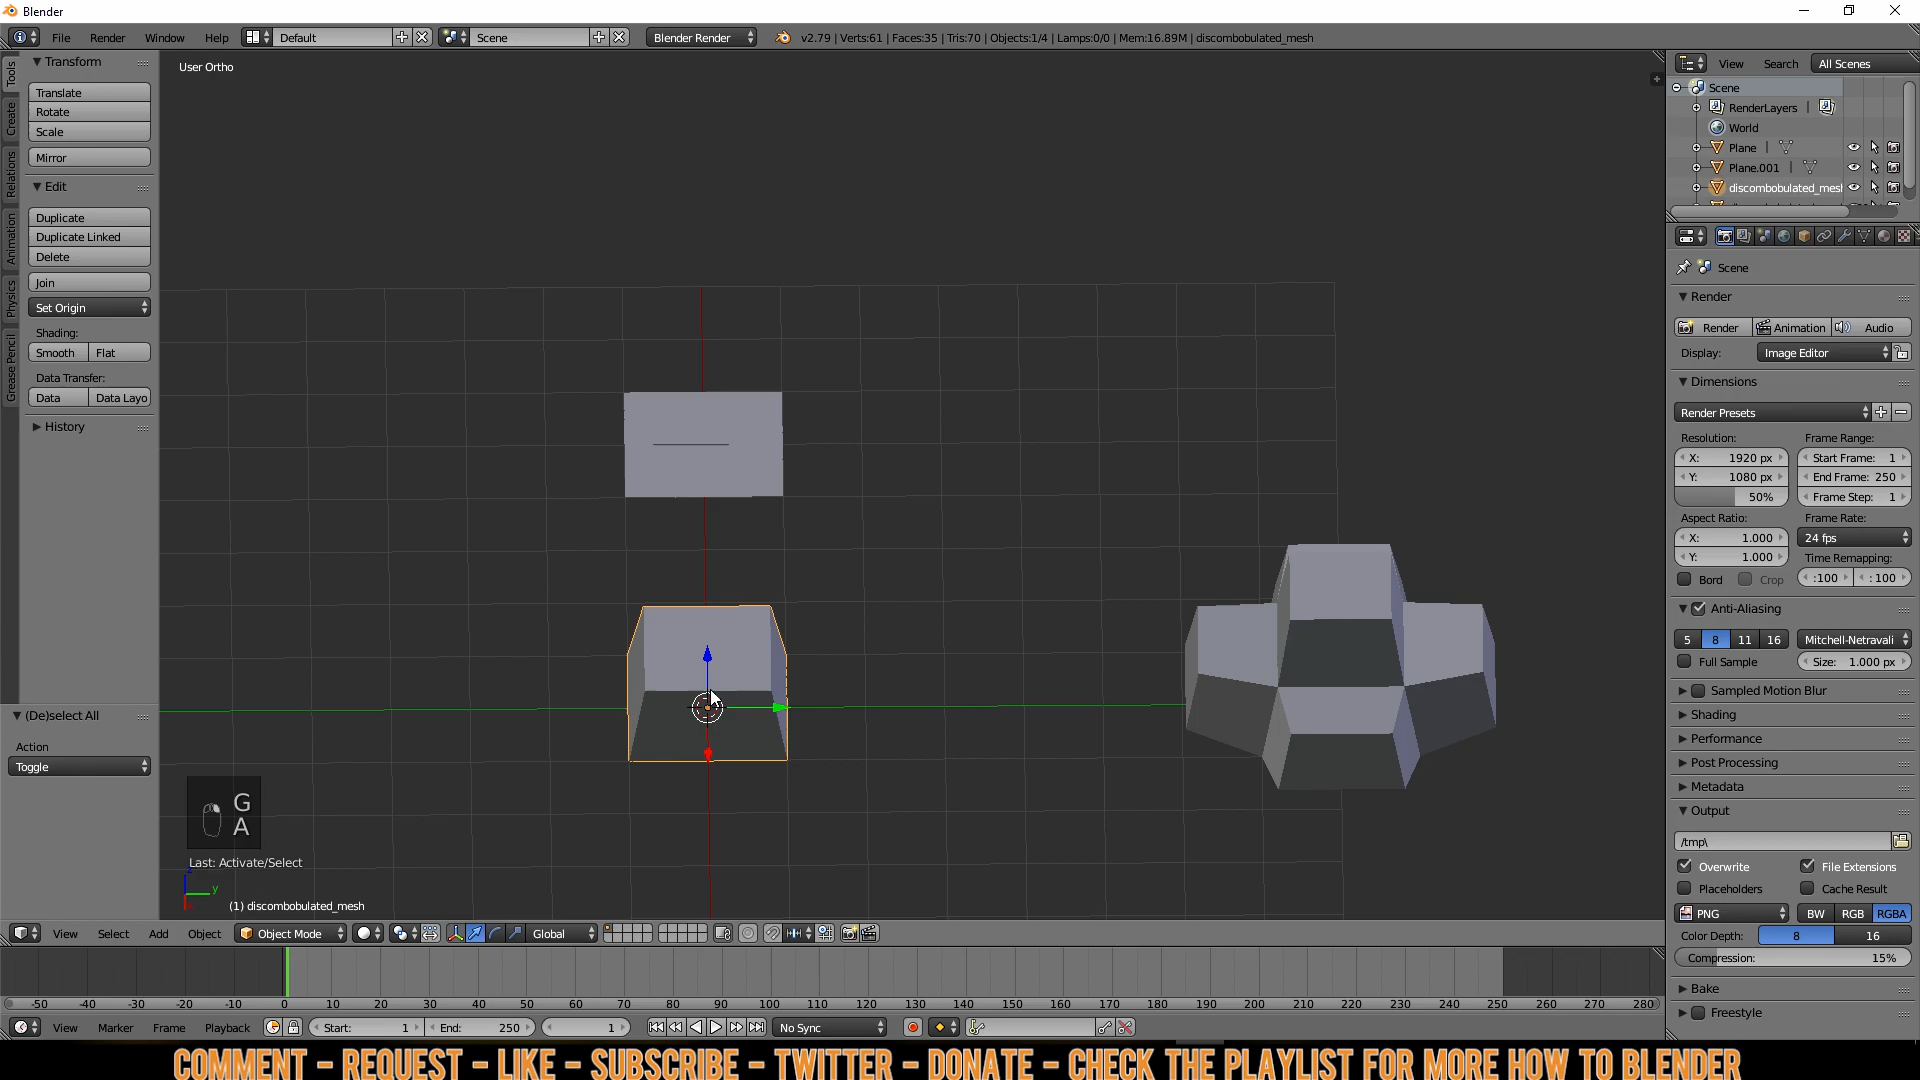 Blender
File Render Window Help Default Scene Blender Render v2.79 | Verts:61 | Faces:35 | Tris:70 | Objects:1/4 | Lamps:0/0 | Mem:16.89M | discombobulated_mesh
Tools
Create
Relations
Animation
Physics
Grease Pencil
Transform
Translate
Rotate
Scale
Mirror
Edit
Duplicate
Duplicate Linked
Delete
Join
Set Origin
Shading:
Smooth Flat
Data Transfer:
Data Data Layo
History
(De)select All
Action
Toggle
User Ortho
G
A
Last: Activate/Select
z
y
(1) discombobulated_mesh
View Select Add Object Object Mode Global
View Search All Scenes
Scene
RenderLayers
World
Plane
Plane.001
discombobulated_mesh
Scene
Render
Render Animation Audio
Display: Image Editor
Dimensions
Render Presets
Resolution: Frame Range:
X: 1920 px Start Frame: 1
Y: 1080 px End Frame: 250
50% Frame Step: 1
Aspect Ratio: Frame Rate:
X: 1.000 24 fps
Y: 1.000 Time Remapping:
Bord Crop :100 : 100
Anti-Aliasing
5 8 11 16 Mitchell-Netravali
Full Sample Size: 1.000 px
Sampled Motion Blur
Shading
Performance
Post Processing
Metadata
Output
/tmp\
Overwrite File Extensions
Placeholders Cache Result
PNG BW RGB RGBA
Color Depth: 8 16
Compression: 15%
Bake
Freestyle
-50 -40 -30 -20 -10 0 10 20 30 40 50 60 70 80 90 100 110 120 130 140 150 160 170 180 190 200 210 220 230 240 250 260 270 280
View Marker Frame Playback Start: 1 End: 250 1 No Sync
COMMENT - REQUEST - LIKE - SUBSCRIBE - TWITTER - DONATE - CHECK THE PLAYLIST FOR MORE HOW TO BLENDER